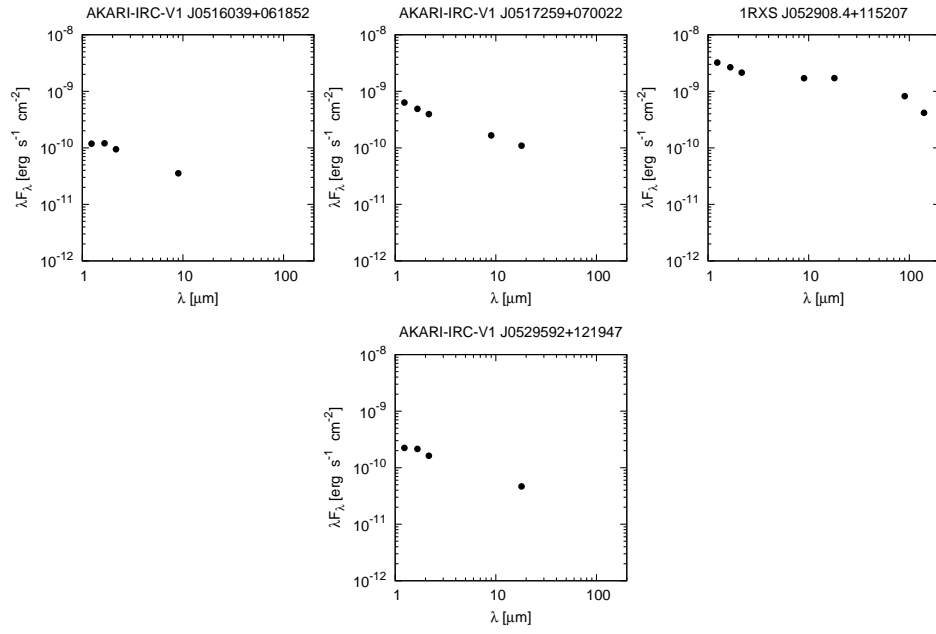 AKARI-IRC-V1 J0516039+061852
10^-8
10^-9
10^-10
10^-11
10^-12
λF_λ [erg s^-1 cm^-2]
1 10 100
λ [μm]
AKARI-IRC-V1 J0517259+070022
10^-8
10^-9
10^-10
10^-11
10^-12
λF_λ [erg s^-1 cm^-2]
1 10 100
λ [μm]
1RXS J052908.4+115207
10^-8
10^-9
10^-10
10^-11
10^-12
λF_λ [erg s^-1 cm^-2]
1 10 100
λ [μm]
AKARI-IRC-V1 J0529592+121947
10^-8
10^-9
10^-10
10^-11
10^-12
λF_λ [erg s^-1 cm^-2]
1 10 100
λ [μm]